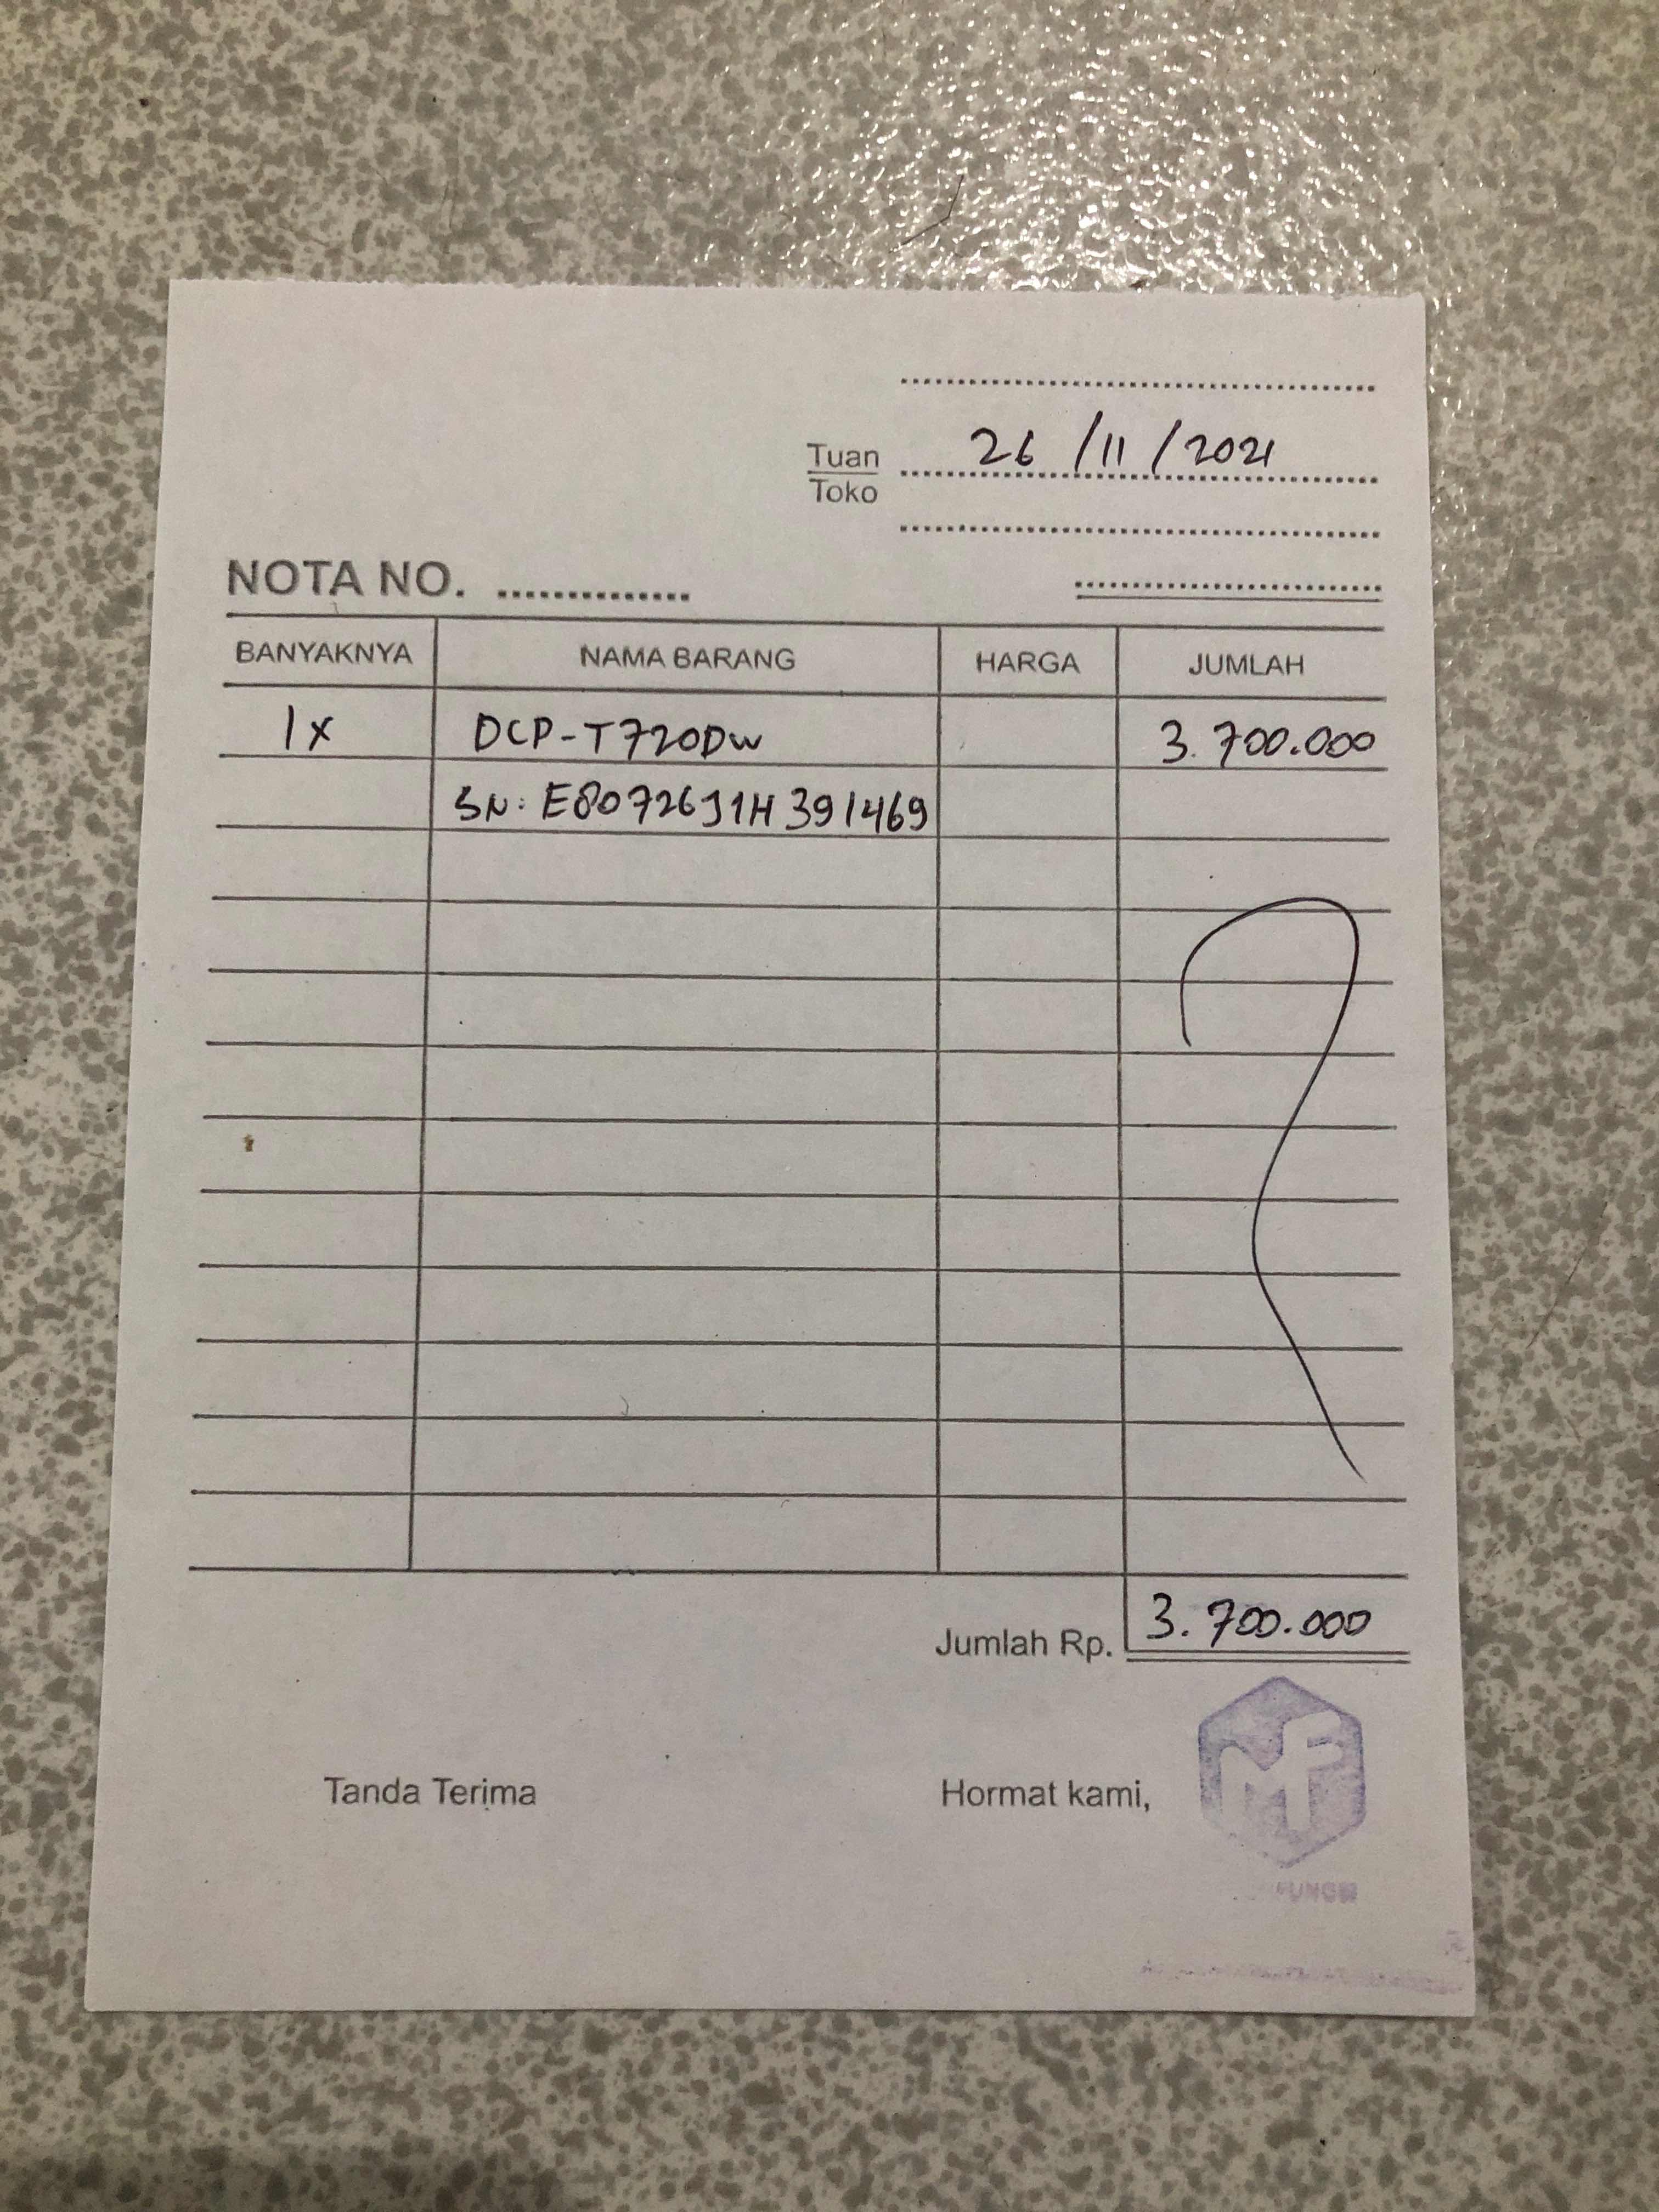 26/11/2021
Tuan
Toko
NOTA NO.
BANYAKNYA NAMA BARANG HARGA JUMLAH
1x DCP-T720DW 3.700.000
SN: E80726J1H391469
Jumlah Rp. 3.700.000
Tanda Terima Hormat kami,
MF